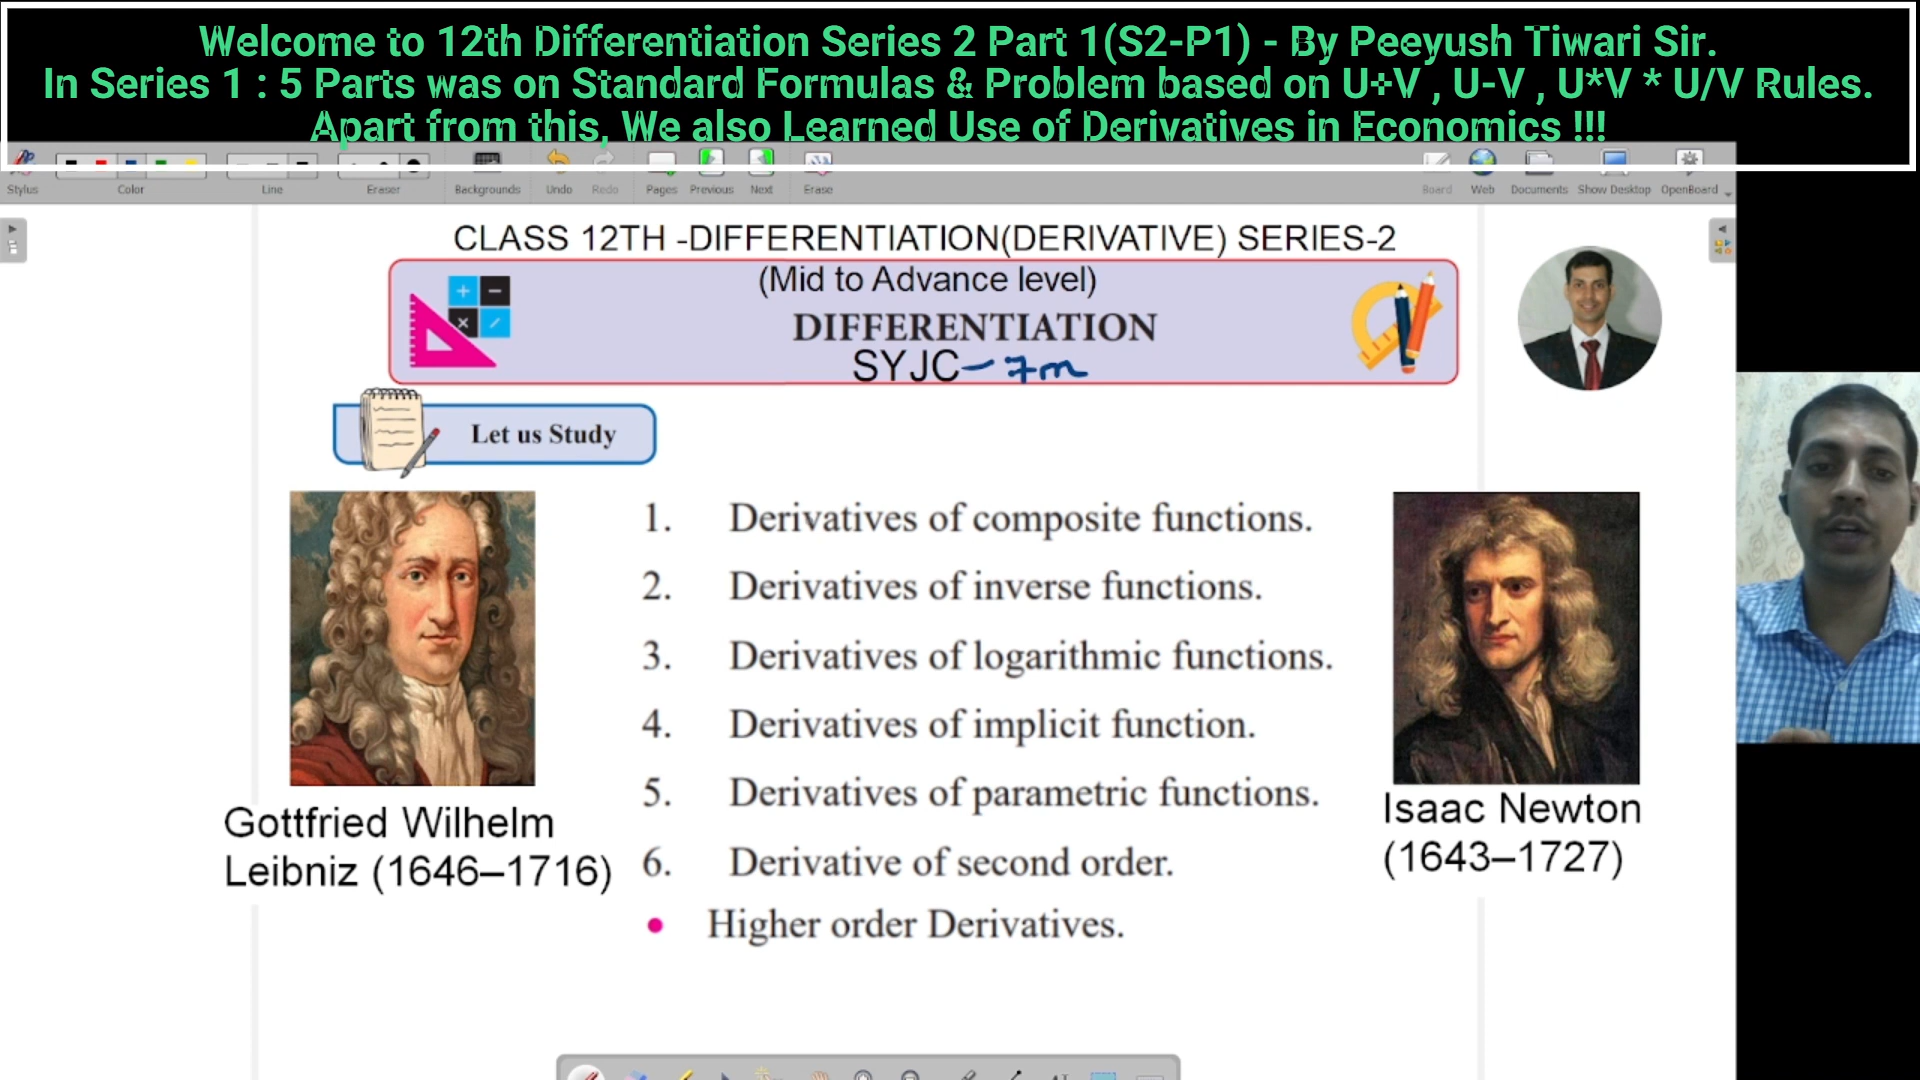 Welcome to 12th Differentiation Series 2 Part 1(S2-P1) - By Peeyush Tiwari Sir.
In Series 1 : 5 Parts was on Standard Formulas & Problem based on U+V , U-V , U*V * U/V Rules.
Apart from this, We also Learned Use of Derivatives in Economics !!!
Stylus Color Line Eraser Backgrounds Undo Redo Pages Previous Next Erase Board Web Documents Show Desktop OpenBoard
CLASS 12TH -DIFFERENTIATION(DERIVATIVE) SERIES-2
(Mid to Advance level)
DIFFERENTIATION
SYJC - 7m
Let us Study
1. Derivatives of composite functions.
2. Derivatives of inverse functions.
3. Derivatives of logarithmic functions.
4. Derivatives of implicit function.
5. Derivatives of parametric functions.
6. Derivative of second order.
• Higher order Derivatives.
Gottfried Wilhelm
Leibniz (1646–1716)
Isaac Newton
(1643–1727)